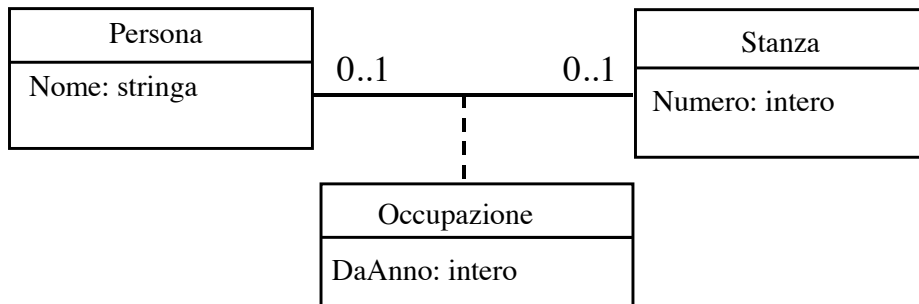 Persona
Nome: stringa
0..1
0..1
Stanza
Numero: intero
Occupazione
DaAnno: intero